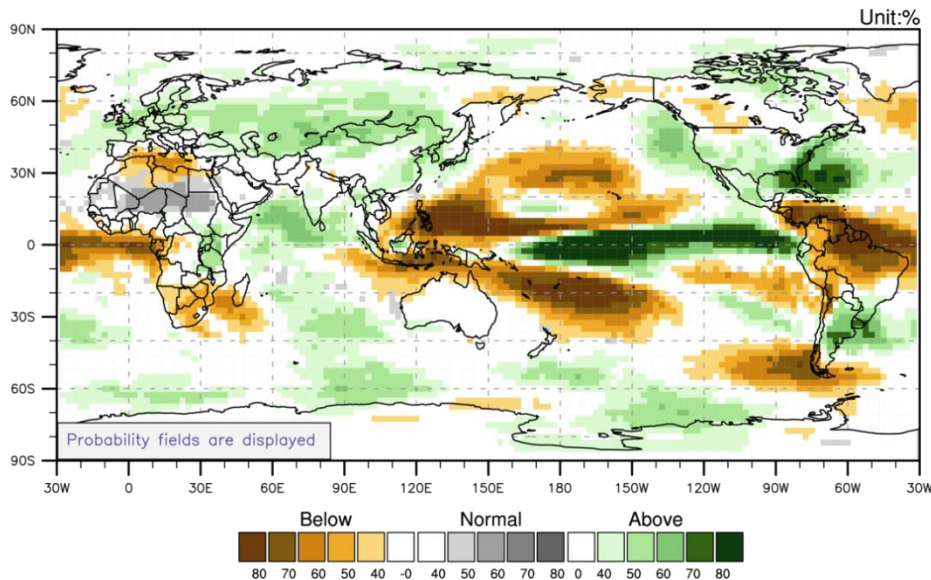 Unit:%
90N
60N
30N
0
30S
60S
90S
Probability fields are displayed
30W 0 30E 60E 90E 120E 150E 180 150W 120W 90W 60W 30W
Below Normal Above
80 70 60 50 40 -0 40 50 60 70 80 0 40 50 60 70 80